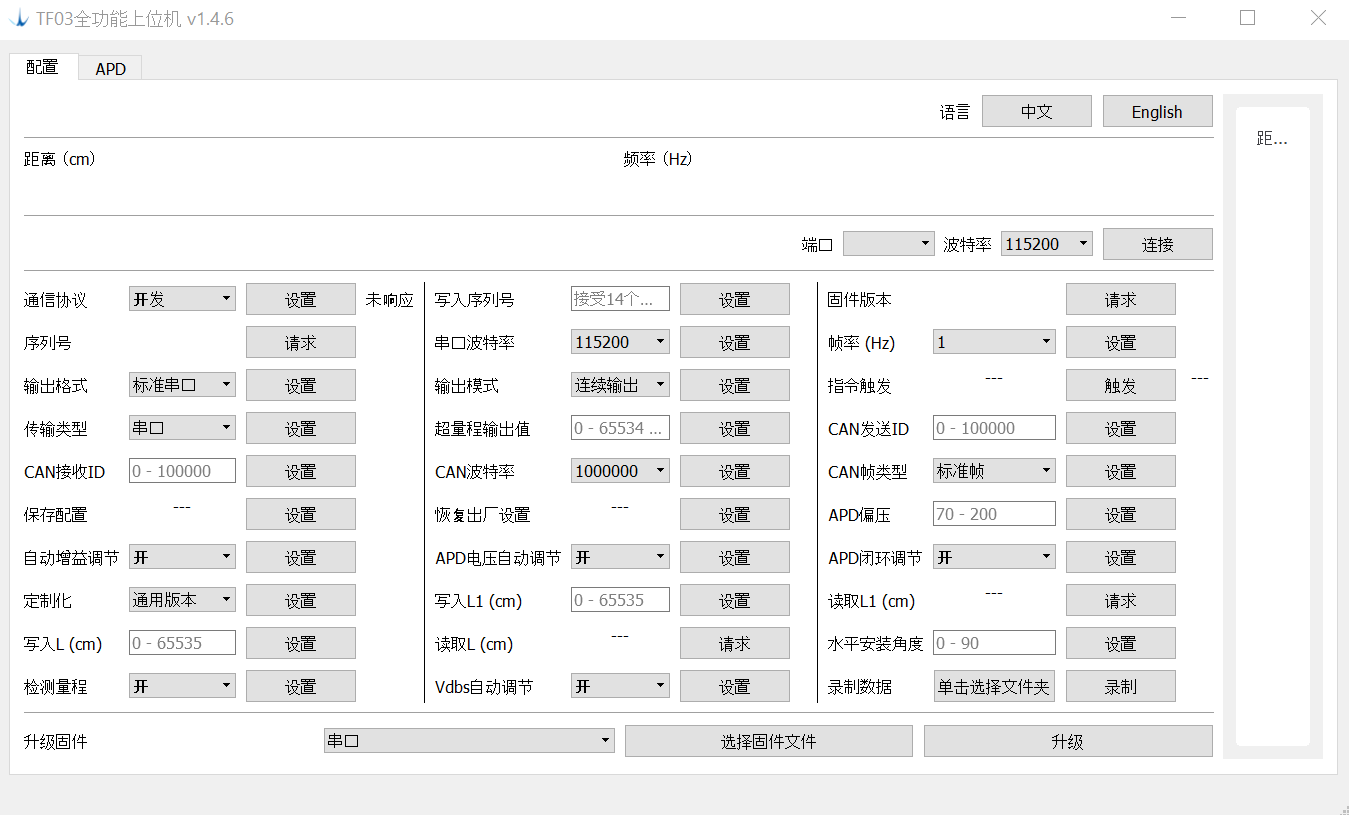 TF03全功能上位机 v1.4.6
配置 APD
语言 中文 English
距...
距离 (cm) 频率 (Hz)
端口 波特率 115200 连接
通信协议 开发 设置 未响应 写入序列号 接受14个... 设置 固件版本 请求
序列号 请求 串口波特率 115200 设置 帧率 (Hz) 1 设置
输出格式 标准串口 设置 输出模式 连续输出 设置 指令触发 --- 触发 ---
传输类型 串口 设置 超量程输出值 0 - 65534 ... 设置 CAN发送ID 0 - 100000 设置
CAN接收ID 0 - 100000 设置 CAN波特率 1000000 设置 CAN帧类型 标准帧 设置
保存配置 --- 设置 恢复出厂设置 --- 设置 APD偏压 70 - 200 设置
自动增益调节 开 设置 APD电压自动调节 开 设置 APD闭环调节 开 设置
定制化 通用版本 设置 写入L1 (cm) 0 - 65535 设置 读取L1 (cm) --- 请求
写入L (cm) 0 - 65535 设置 读取L (cm) --- 请求 水平安装角度 0 - 90 设置
检测量程 开 设置 Vdbs自动调节 开 设置 录制数据 单击选择文件夹 录制
升级固件 串口 选择固件文件 升级